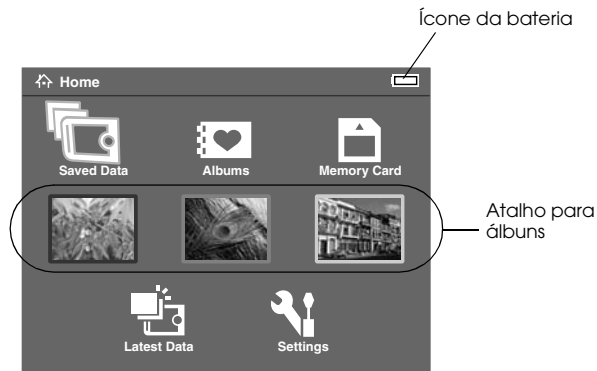 Ícone da bateria
Home
Saved Data
Albums
Memory Card
Atalho para
álbuns
Latest Data
Settings